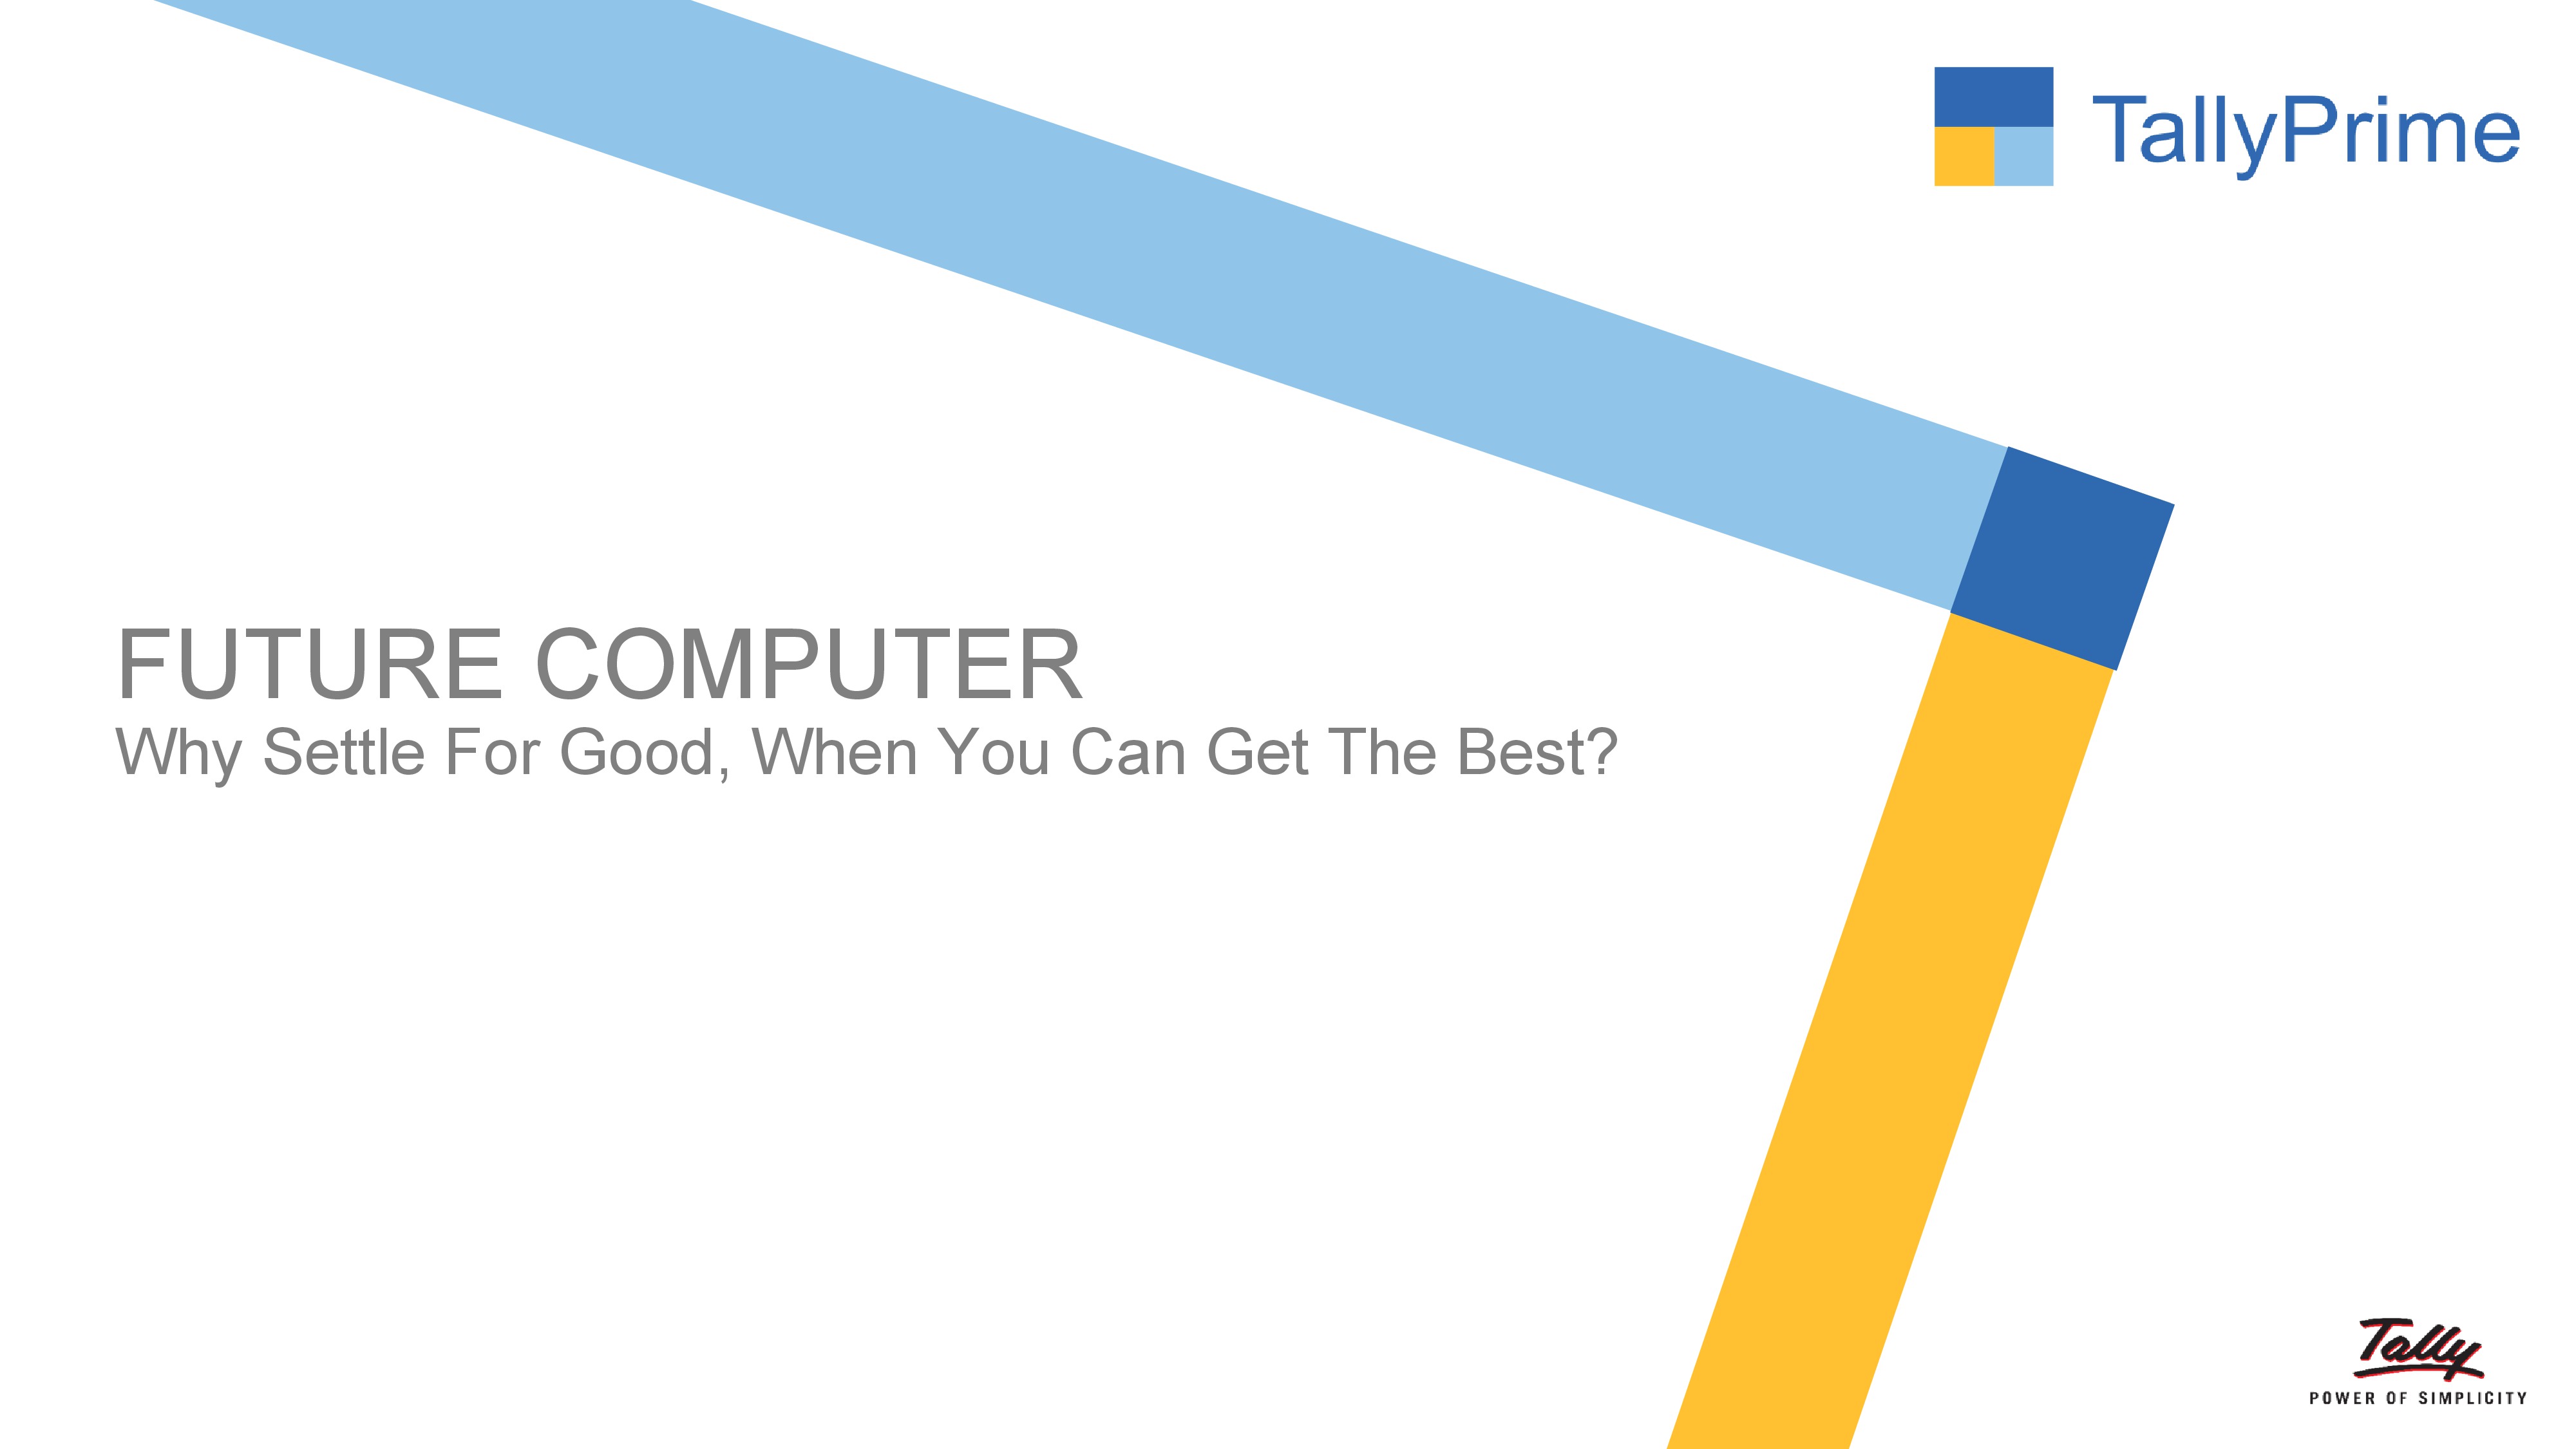 TallyPrime
FUTURE COMPUTER
Why Settle For Good, When You Can Get The Best?
Tally
POWER OF SIMPLICITY